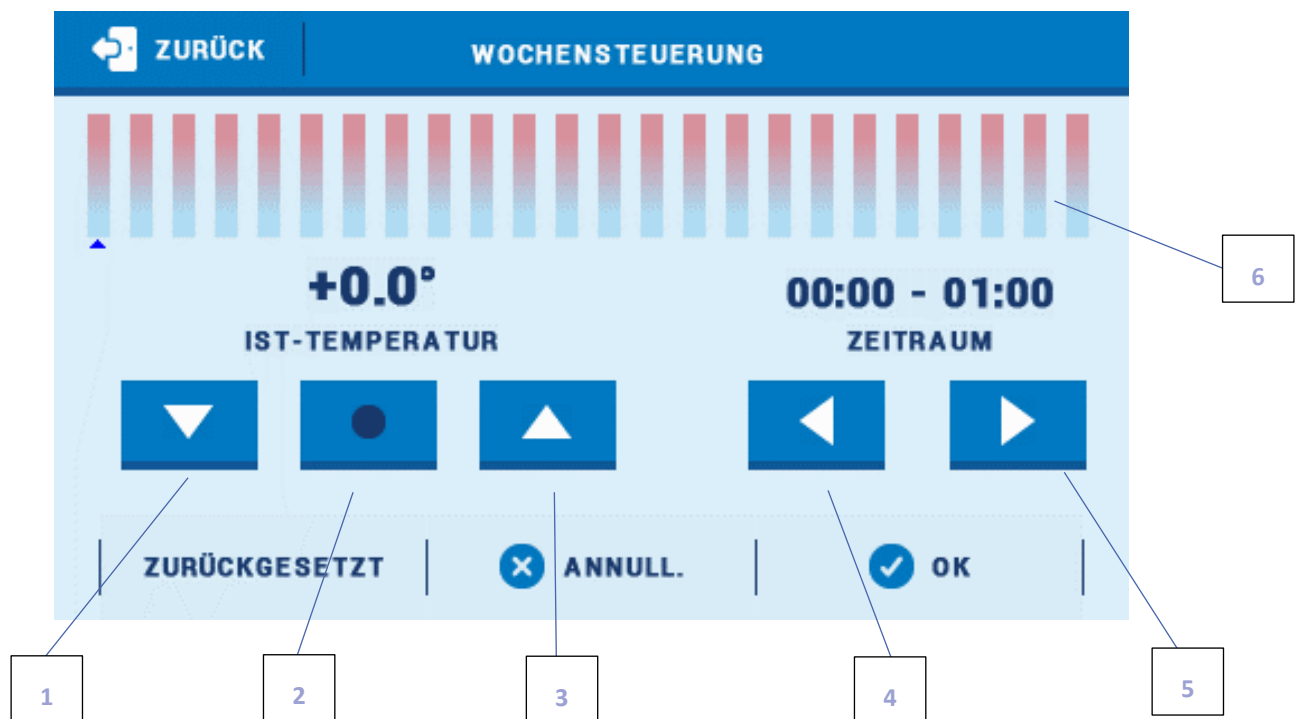 ZURÜCK
WOCHENSTEUERUNG
6
+0.0°
00:00 - 01:00
IST-TEMPERATUR
ZEITRAUM
ZURÜCKGESETZT
ANNULL.
OK
1
2
3
4
5